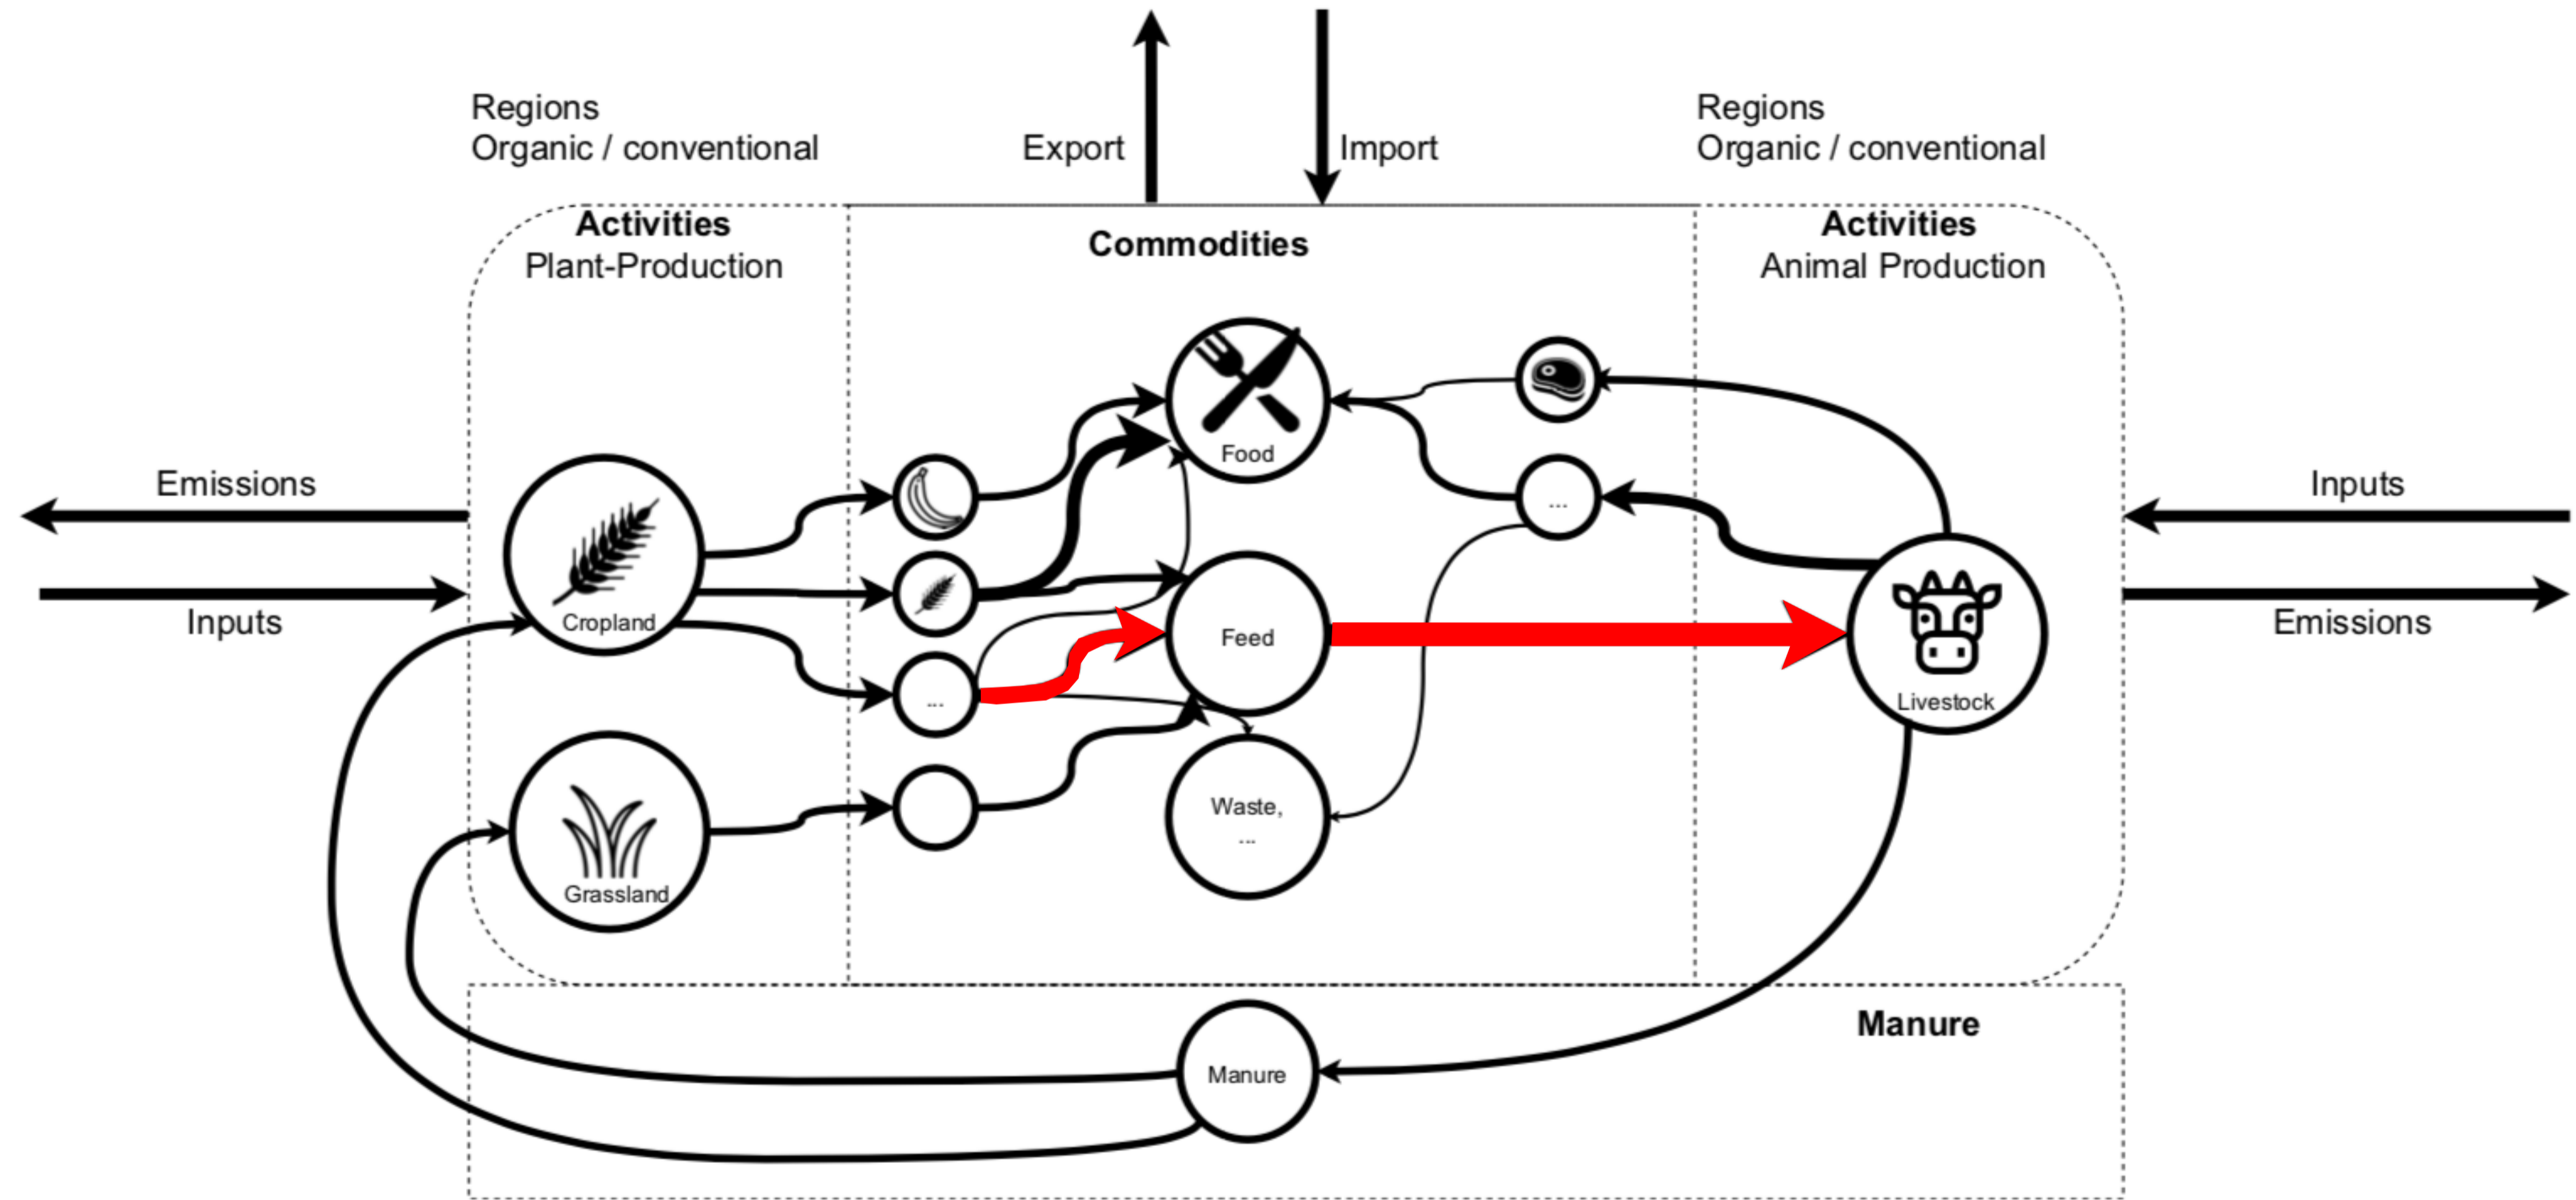 Regions
Organic / conventional
Export
Import
Regions
Organic / conventional
Activities
Plant-Production
Commodities
Activities
Animal Production
Food
Emissions
Inputs
Cropland
...
Inputs
Emissions
Feed
Livestock
...
Waste,
...
Grassland
Manure
Manure